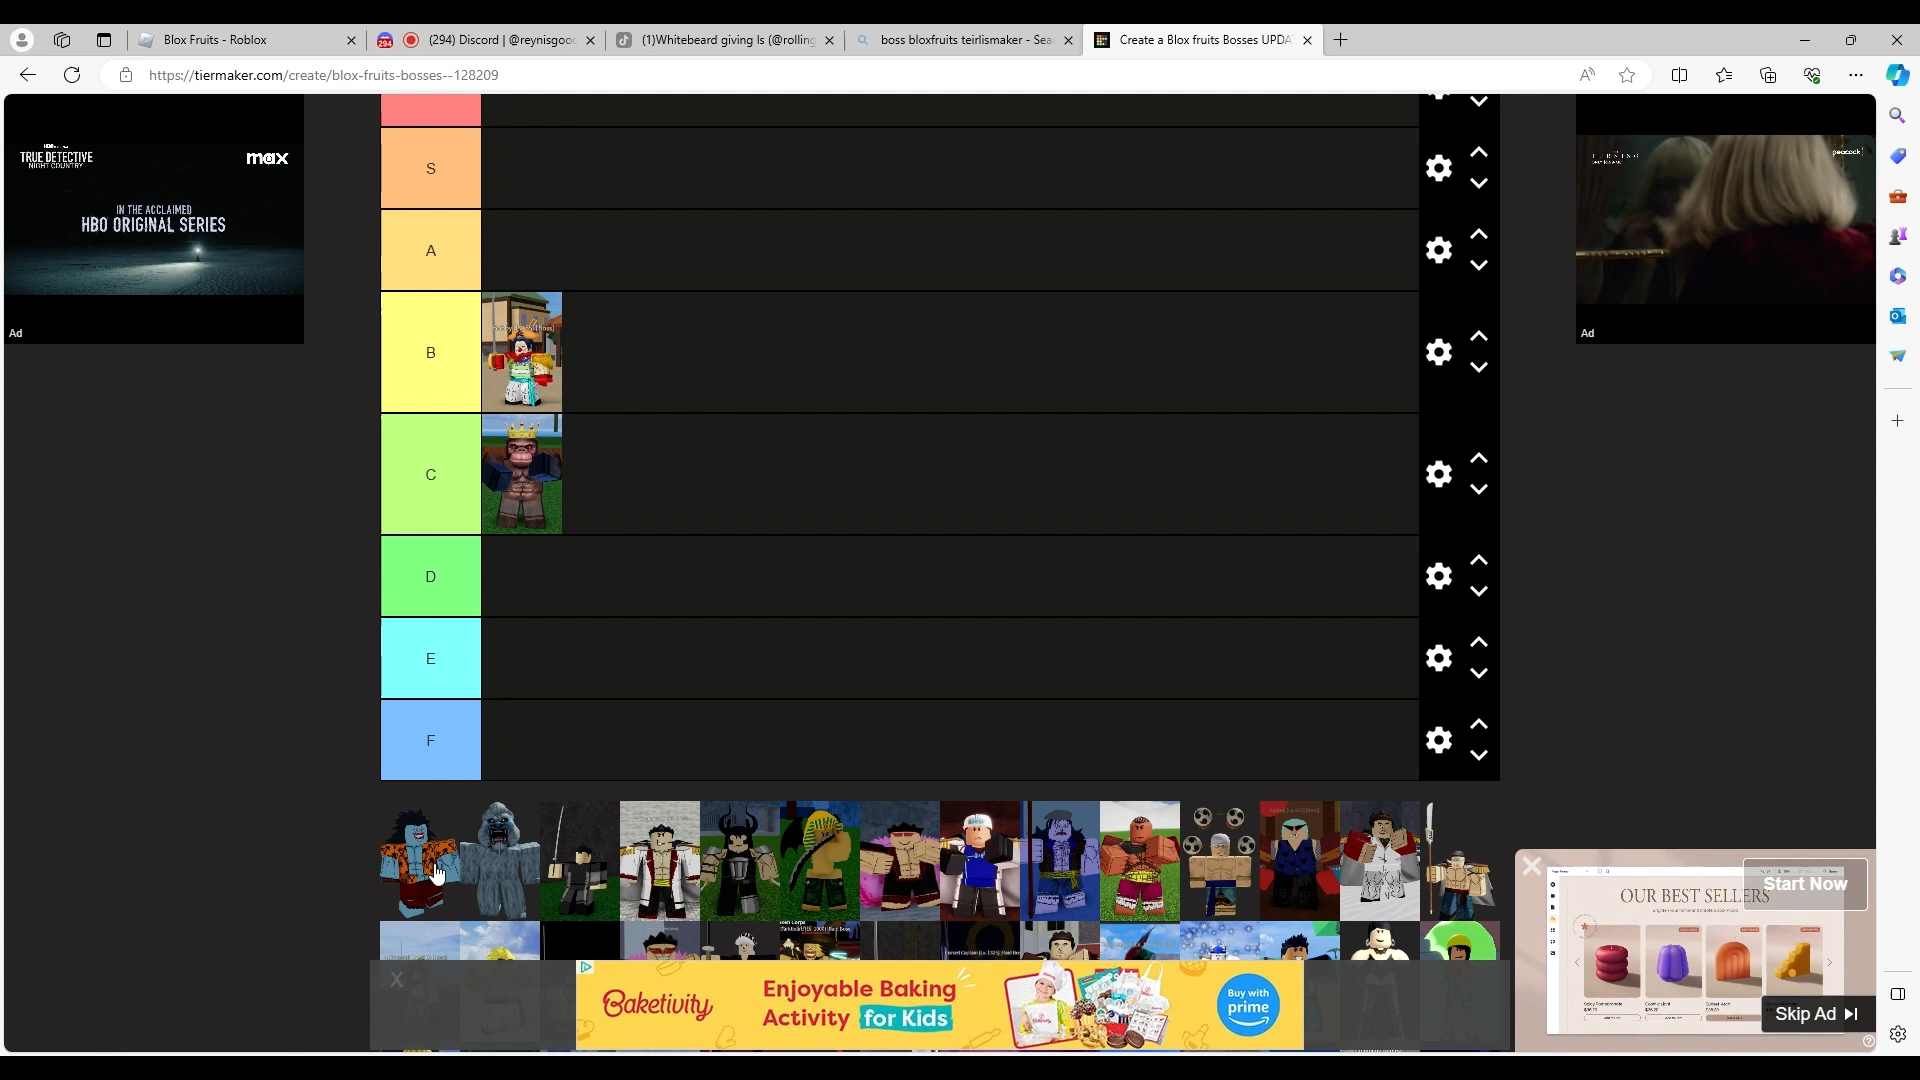 Blox Fruits - Roblox
294
(294) Discord | @reynisgoo
(1)Whitebeard giving ls (@rolling
boss bloxfruits teirlismaker - Sea
Create a Blox fruits Bosses UPDA
https://tiermaker.com/create/blox-fruits-bosses--128209
TRUE DETECTIVE
NIGHT COUNTRY
max
IN THE ACCLAIMED
HBO ORIGINAL SERIES
Ad
peacock
Ad
S
A
B
C
D
E
F
X
Baketivity
Enjoyable Baking
Activity for Kids
Buy with
prime
OUR BEST SELLERS
Start Now
Skip Ad